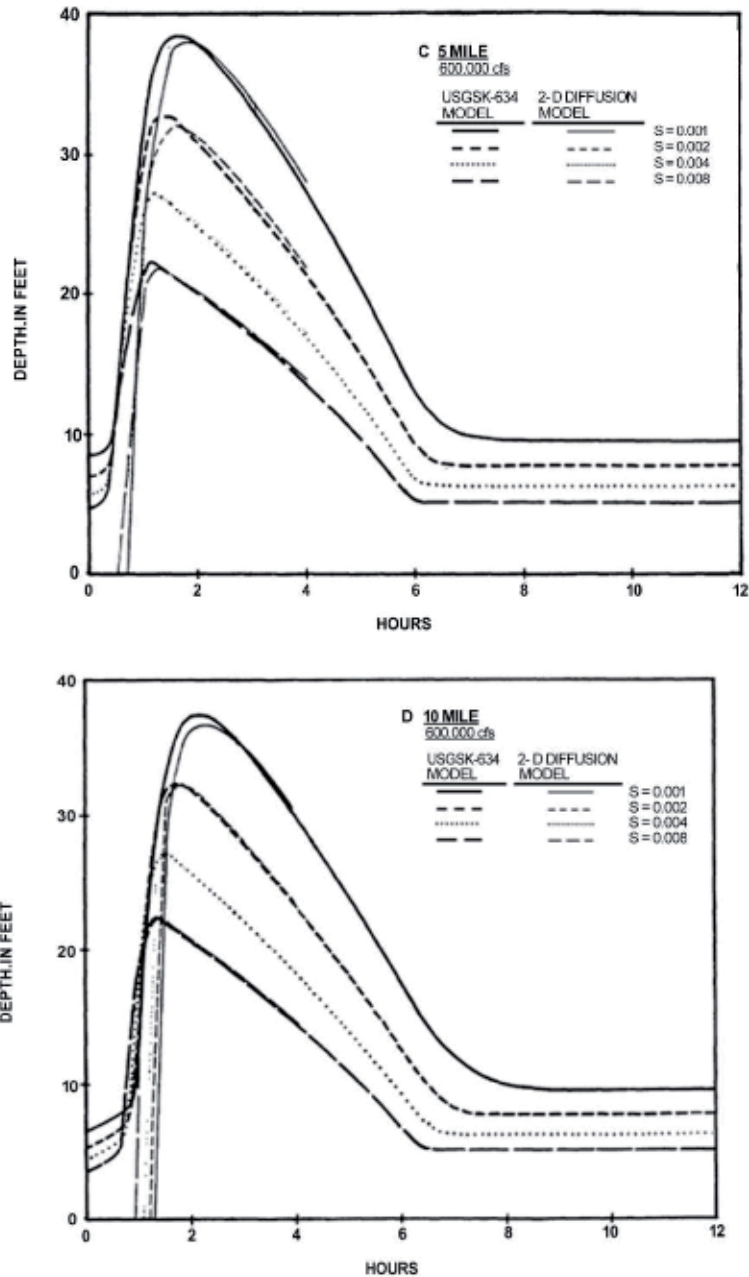 40
30
20
10
0
DEPTH.IN FEET
C 5 MILE
600.000 cfs
USGSK-634 MODEL
2-D DIFFUSION MODEL
S=0.001
S=0.002
S=0.004
S=0.008
0 2 4 6 8 10 12
HOURS
40
30
20
10
0
DEPTH.IN FEET
D 10 MILE
600.000 cfs
USGSK-634 MODEL
2-D DIFFUSION MODEL
S=0.001
S=0.002
S=0.004
S=0.008
0 2 4 6 8 10 12
HOURS